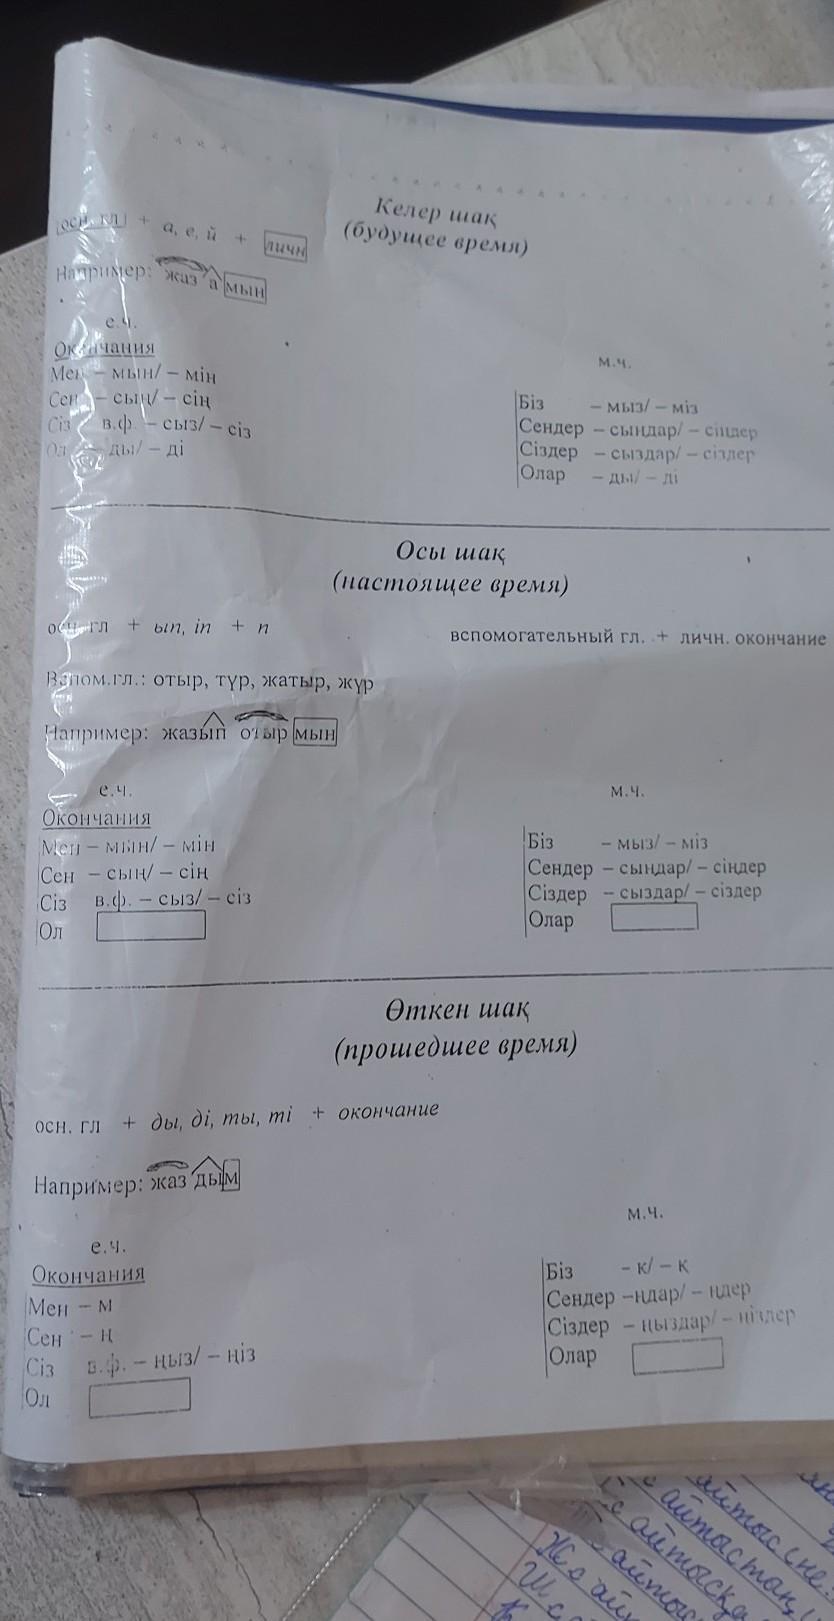 Келер шақ
(будущее время)
осн. гл + а, е, й + личн
Например: жаз а мын
е.ч.
Окончания
Мен – мын/ – мін
Сен – сың/ – сің
Сіз в.ф. – сыз/ – сіз
Ол – ды/ – ді
м.ч.
Біз – мыз/ – міз
Сендер – сыңдар/ – сіңдер
Сіздер – сыздар/ – сіздер
Олар – ды/ – ді
Осы шақ
(настоящее время)
осн. гл + ып, іп + п вспомогательный гл. + личн. окончание
Вспом.гл.: отыр, тұр, жатыр, жүр
Например: жазып отыр мын
е.ч.
Окончания
Мен – мын/ – мін
Сен – сың/ – сің
Сіз в.ф. – сыз/ – сіз
Ол
м.ч.
Біз – мыз/ – міз
Сендер – сыңдар/ – сіңдер
Сіздер – сыздар/ – сіздер
Олар
Өткен шақ
(прошедшее время)
осн. гл + ды, ді, ты, ті + окончание
Например: жаз ды м
е.ч.
Окончания
Мен – м
Сен – ң
Сіз в.ф. – ңыз/ – ңіз
Ол
м.ч.
Біз – к/ – к
Сендер –ңдар/ – ңдер
Сіздер – ңыздар/ – ңіздер
Олар